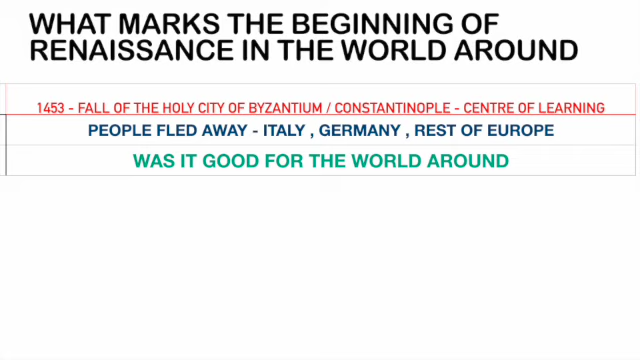 WHAT MARKS THE BEGINNING OF
RENAISSANCE IN THE WORLD AROUND
1453 - FALL OF THE HOLY CITY OF BYZANTIUM / CONSTANTINOPLE - CENTRE OF LEARNING
PEOPLE FLED AWAY - ITALY , GERMANY , REST OF EUROPE
WAS IT GOOD FOR THE WORLD AROUND